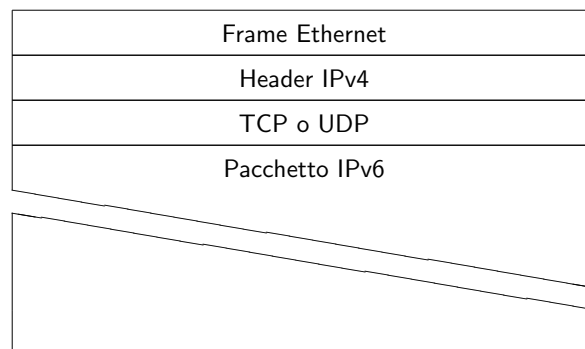 Frame Ethernet
Header IPv4
TCP o UDP
Pacchetto IPv6